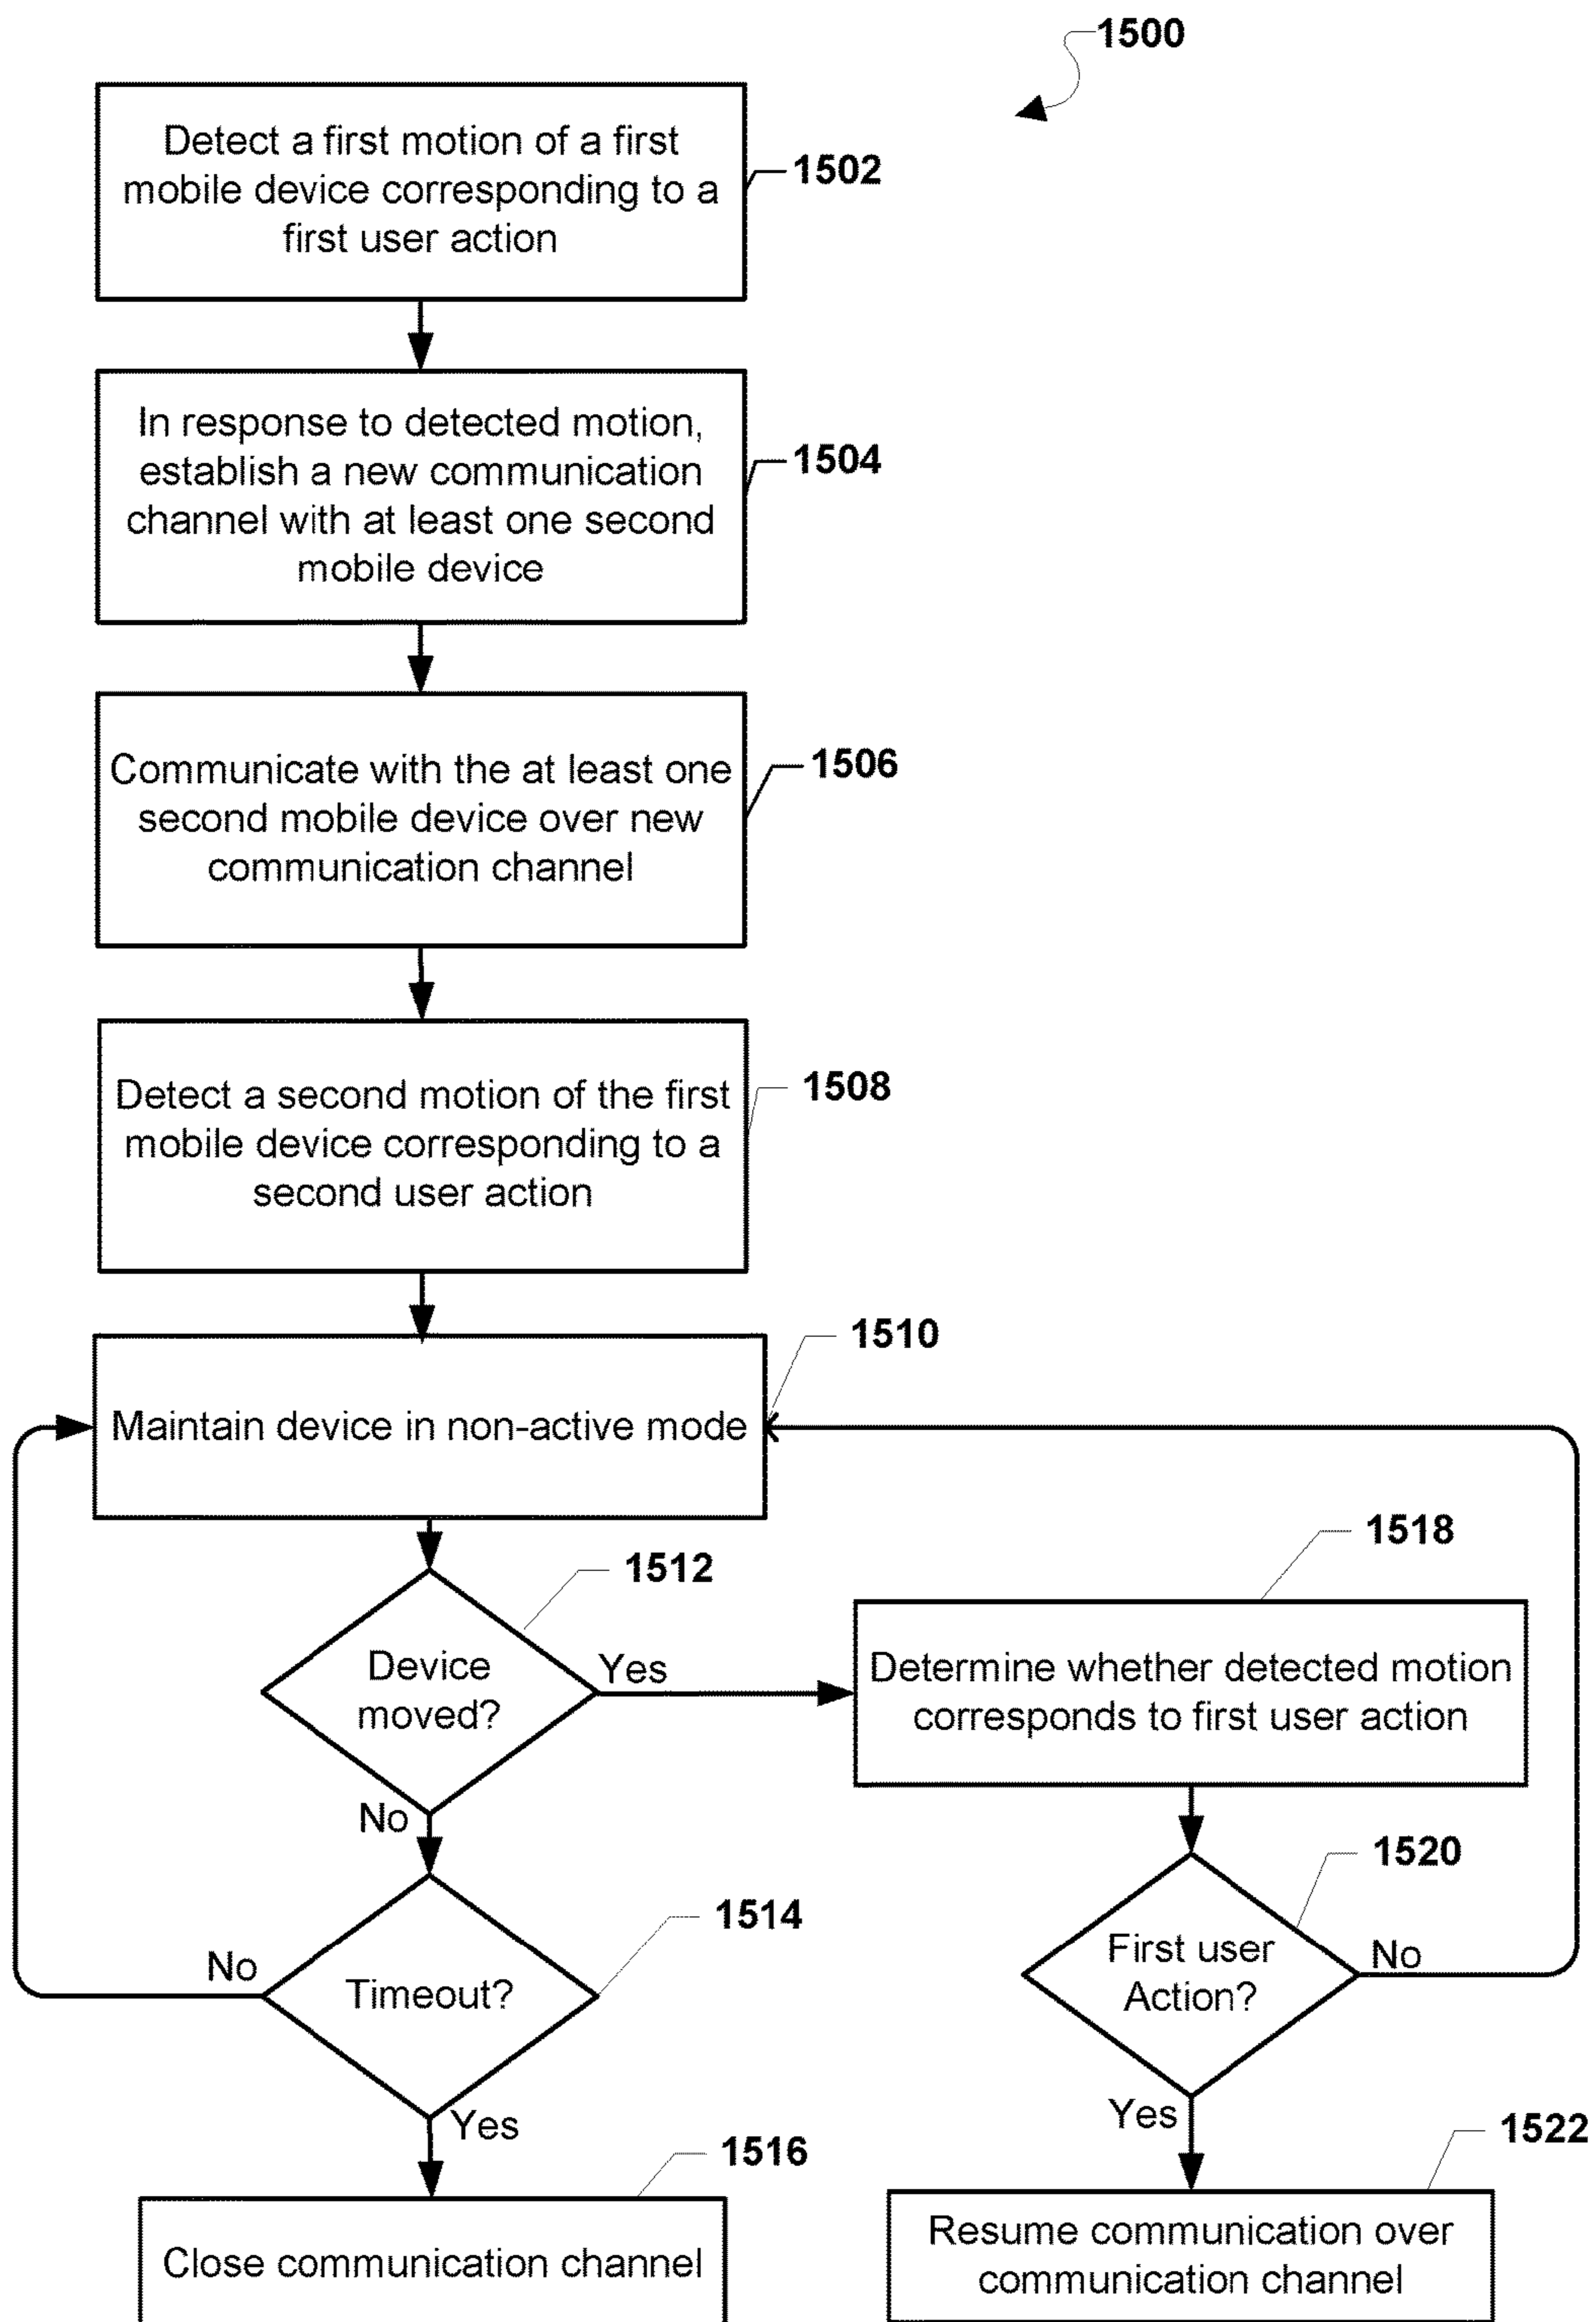 1500
Detect a first motion of a first
mobile device corresponding to a
first user action
1502
In response to detected motion,
establish a new communication
channel with at least one second
mobile device
1504
Communicate with the at least one
second mobile device over new
communication channel
1506
Detect a second motion of the first
mobile device corresponding to a
second user action
1508
Maintain device in non-active mode
1510
Device
moved?
1512
Yes
No
Determine whether detected motion
corresponds to first user action
1518
Timeout?
1514
No
Yes
First user
Action?
1520
No
Yes
Close communication channel
1516
Resume communication over
communication channel
1522